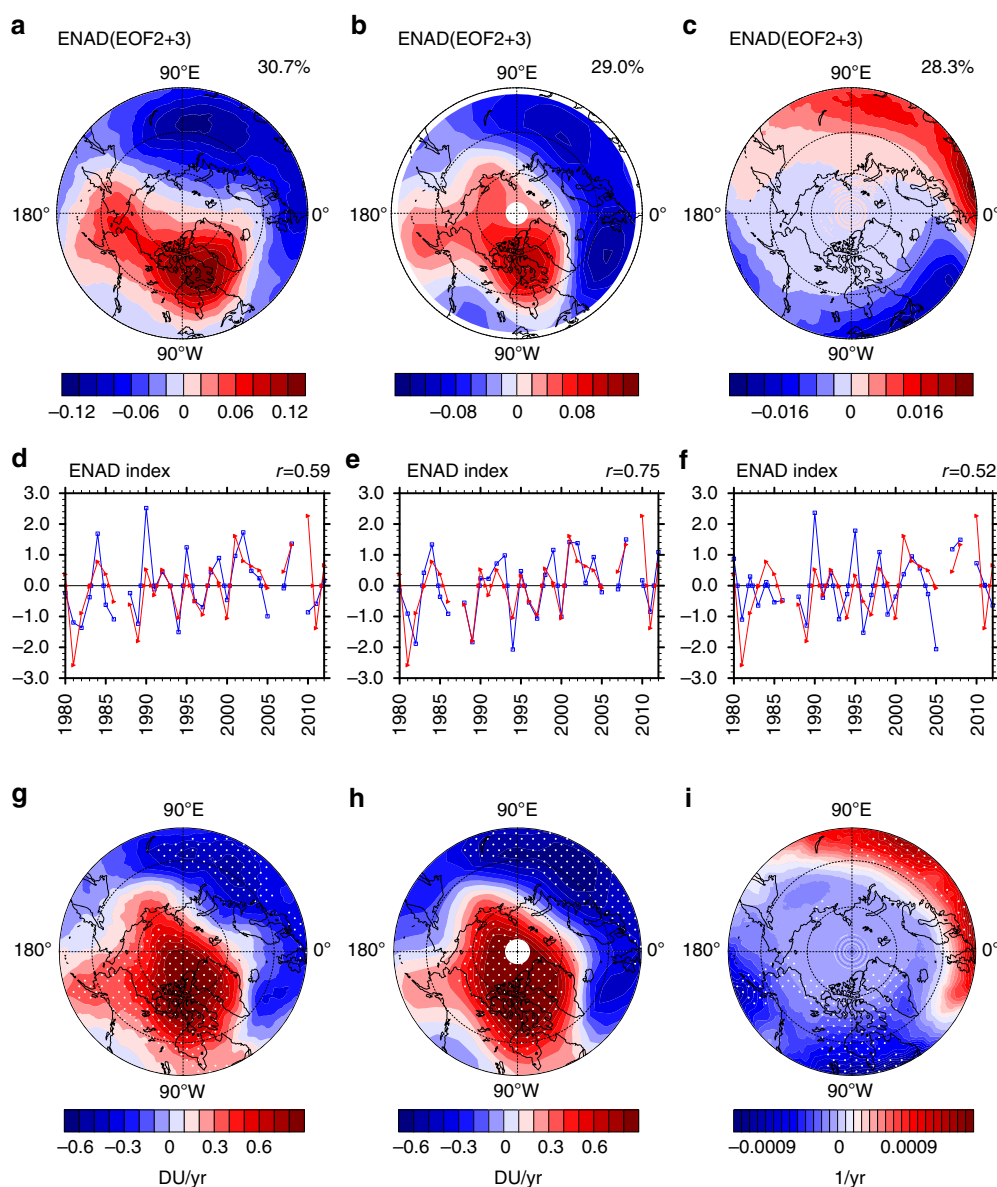 a b c
ENAD(EOF2+3) ENAD(EOF2+3) ENAD(EOF2+3)
90°E 30.7% 90°E 29.0% 90°E 28.3%
180° 0° 180° 0° 180° 0°
90°W 90°W 90°W
−0.12 −0.06 0 0.06 0.12 −0.08 0 0.08 −0.016 0 0.016
d e f
ENAD index r=0.59 ENAD index r=0.75 ENAD index r=0.52
3.0 3.0 3.0
2.0 2.0 2.0
1.0 1.0 1.0
0.0 0.0 0.0
−1.0 −1.0 −1.0
−2.0 −2.0 −2.0
−3.0 −3.0 −3.0
1980 1985 1990 1995 2000 2005 2010 1980 1985 1990 1995 2000 2005 2010 1980 1985 1990 1995 2000 2005 2010
g h i
90°E 90°E 90°E
180° 0° 180° 0° 180° 0°
90°W 90°W 90°W
−0.6 −0.3 0 0.3 0.6 −0.6 −0.3 0 0.3 0.6 −0.0009 0 0.0009
DU/yr DU/yr 1/yr